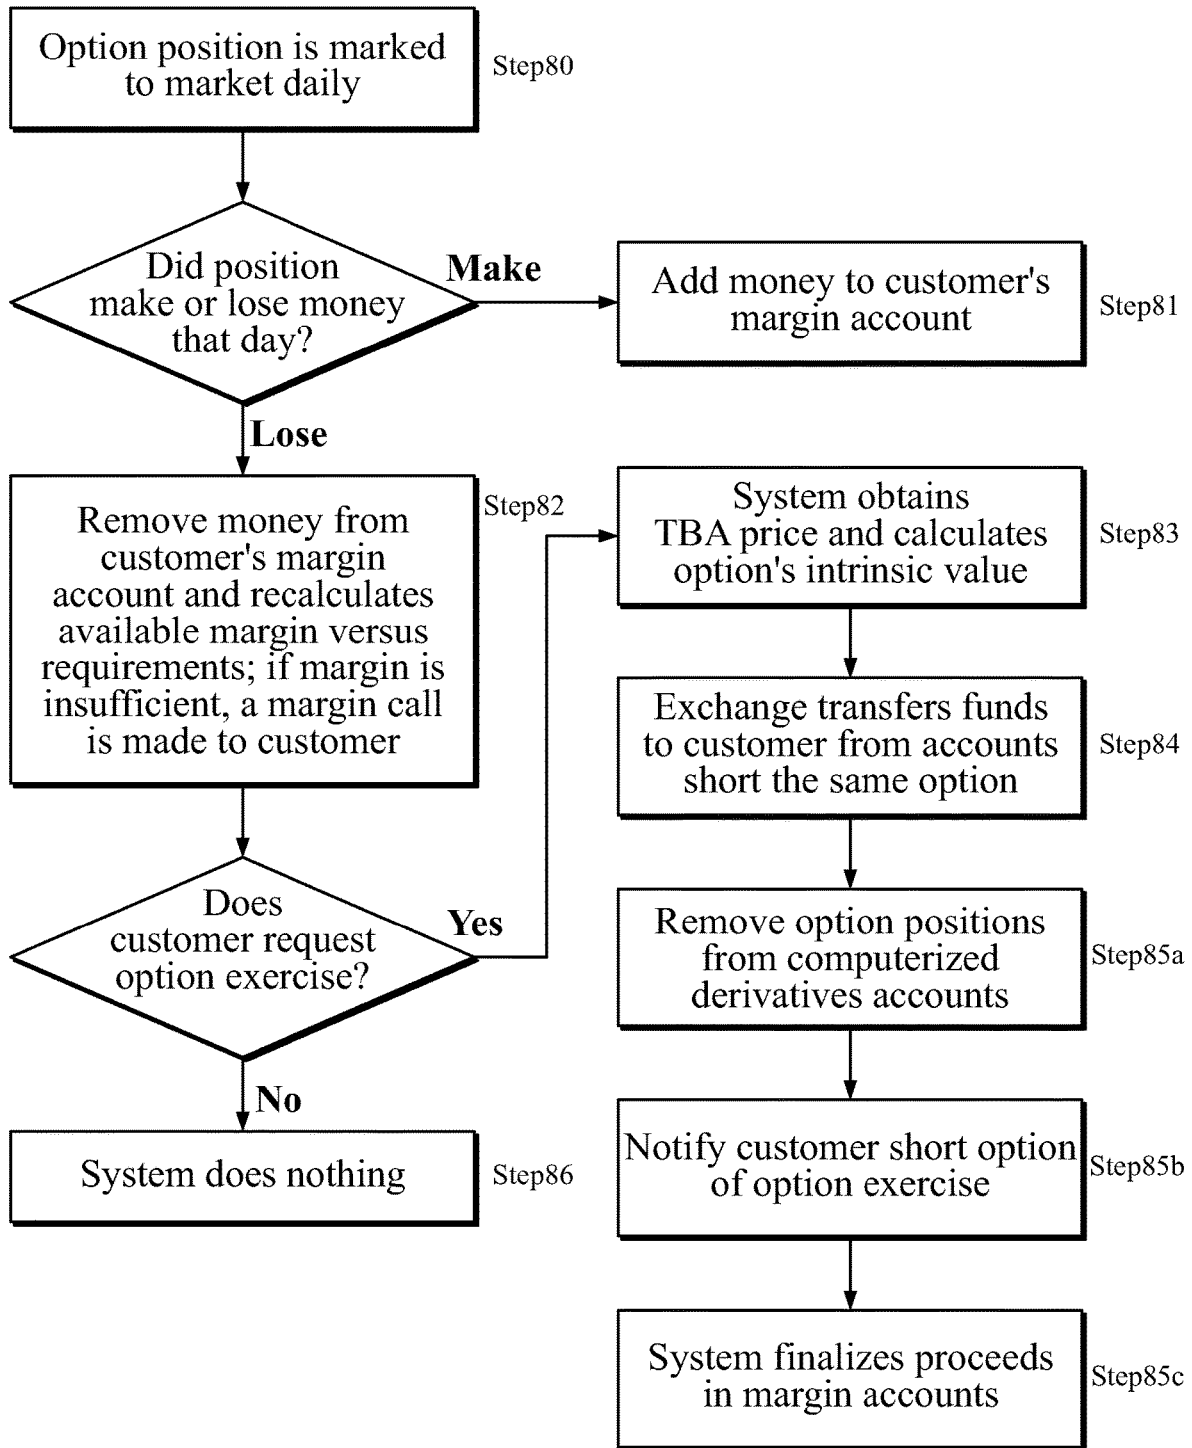 Option position is marked
to market daily
Step80
Did position
make or lose money
that day?
Make
Add money to customer's
margin account
Step81
Lose
Remove money from
customer's margin
account and recalculates
available margin versus
requirements; if margin is
insufficient, a margin call
is made to customer
Step82
System obtains
TBA price and calculates
option's intrinsic value
Step83
Exchange transfers funds
to customer from accounts
short the same option
Step84
Does
customer request
option exercise?
Yes
Remove option positions
from computerized
derivatives accounts
Step85a
No
System does nothing
Step86
Notify customer short option
of option exercise
Step85b
System finalizes proceeds
in margin accounts
Step85c